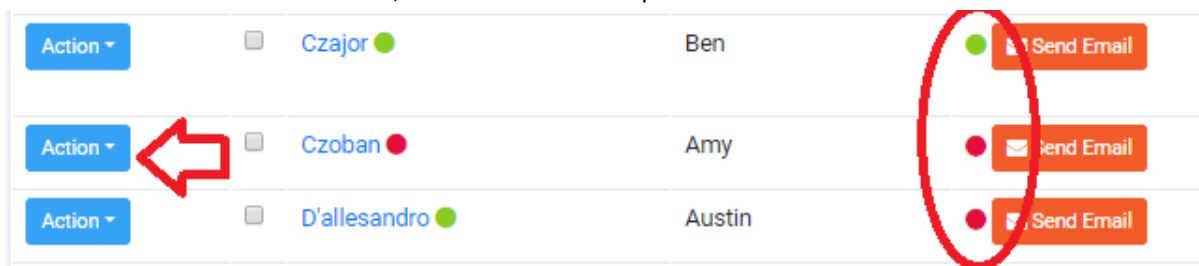 Action Czajor Ben Send Email
Action Czoban Amy Send Email
Action D'allesandro Austin Send Email